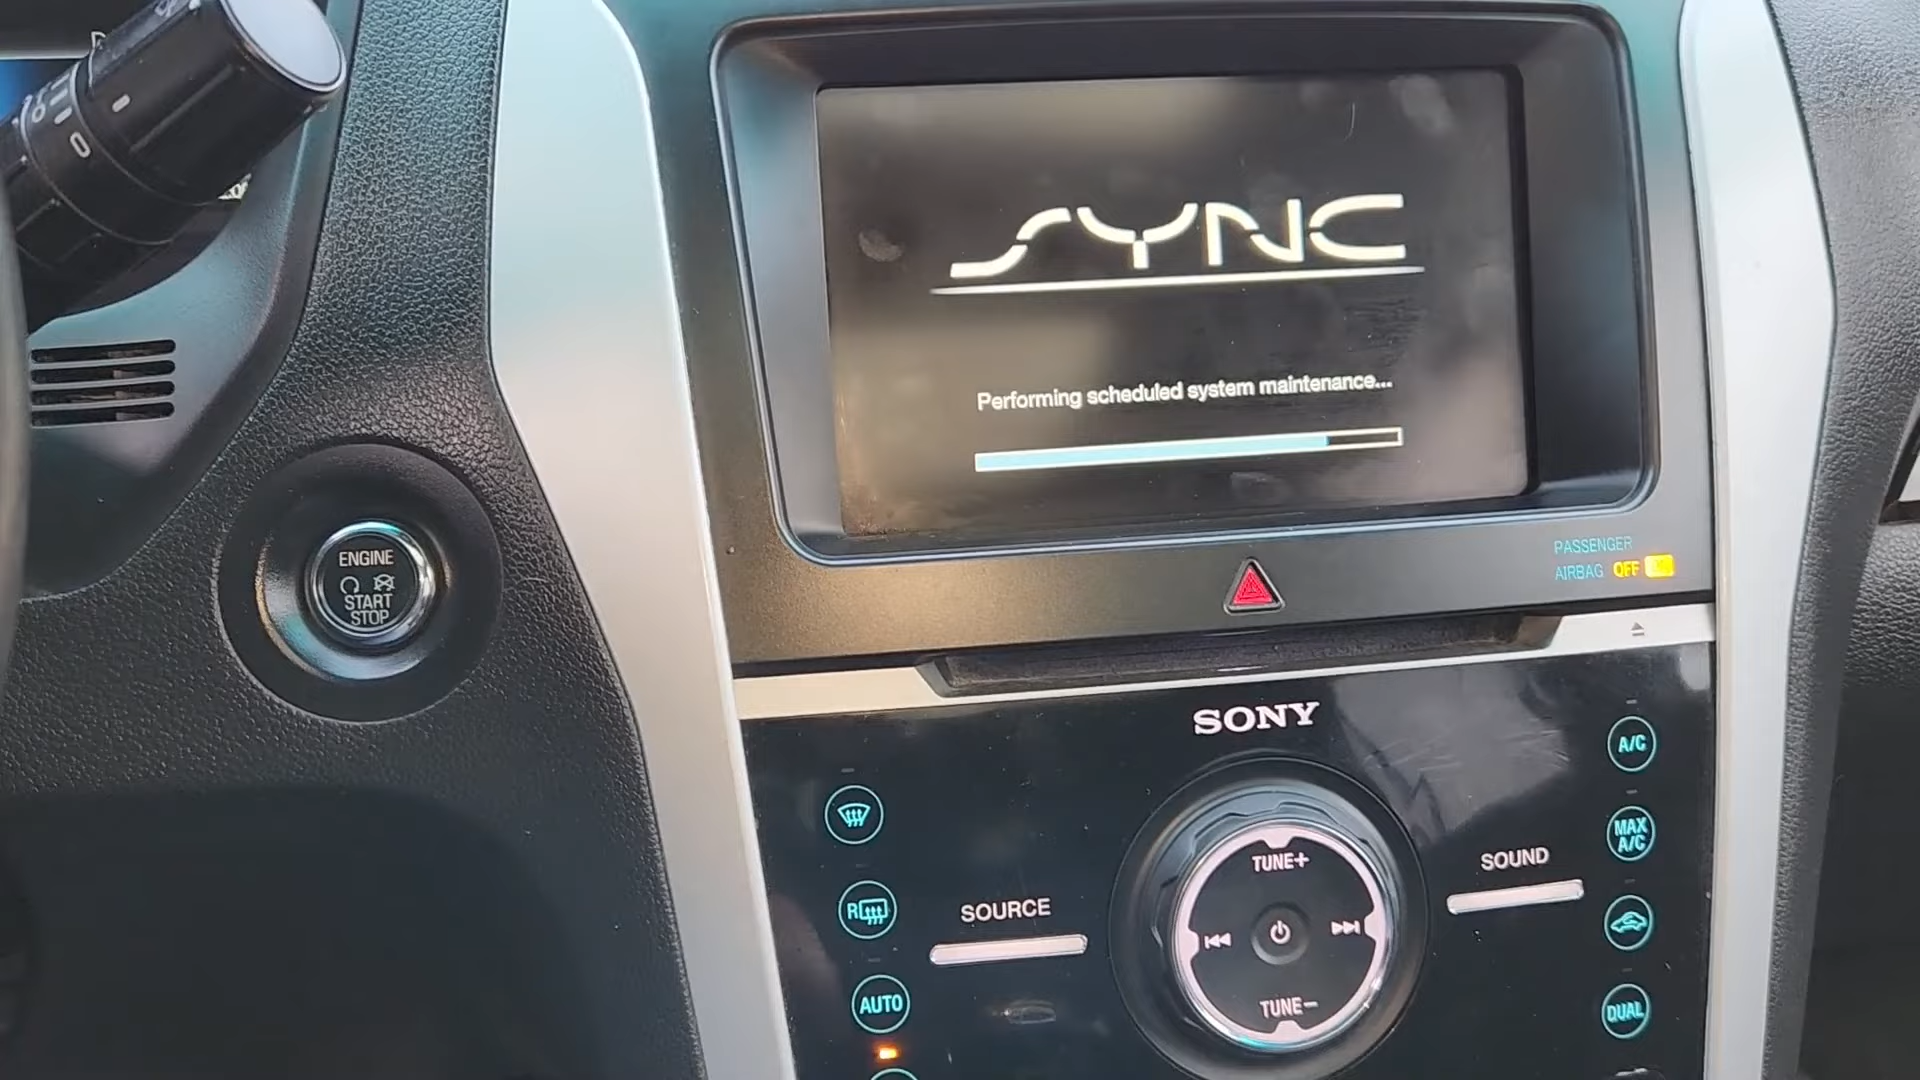 SYNC
Performing scheduled system maintenance...
ENGINE
START
STOP
PASSENGER
AIRBAG OFF
SONY
A/C
MAX
A/C
TUNE+
SOUND
SOURCE
R
AUTO
TUNE-
DUAL